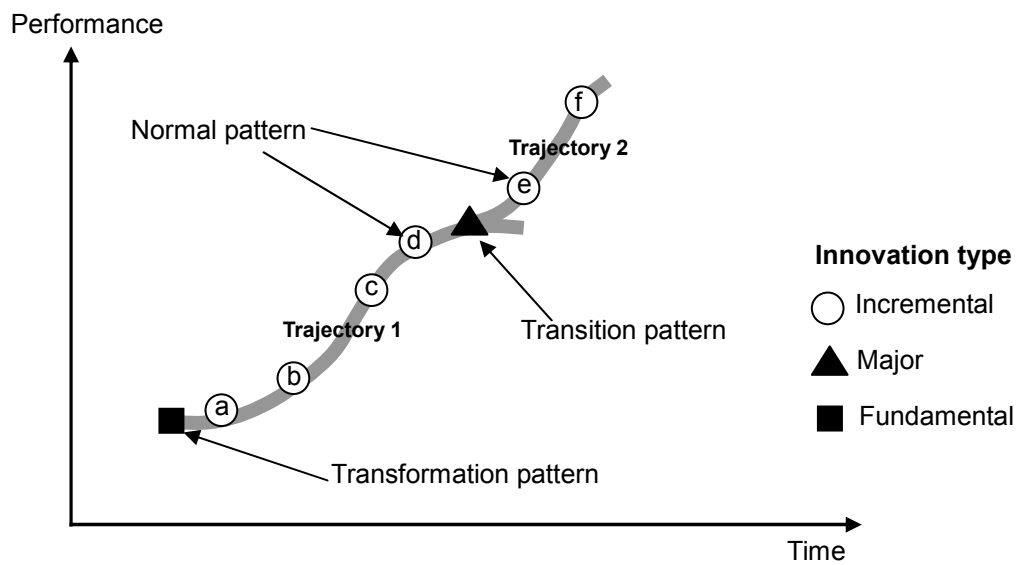 Performance
f
Normal pattern
Trajectory 2
e
d
Innovation type
c
Incremental
Trajectory 1
Transition pattern
Major
b
a
Fundamental
Transformation pattern
Time